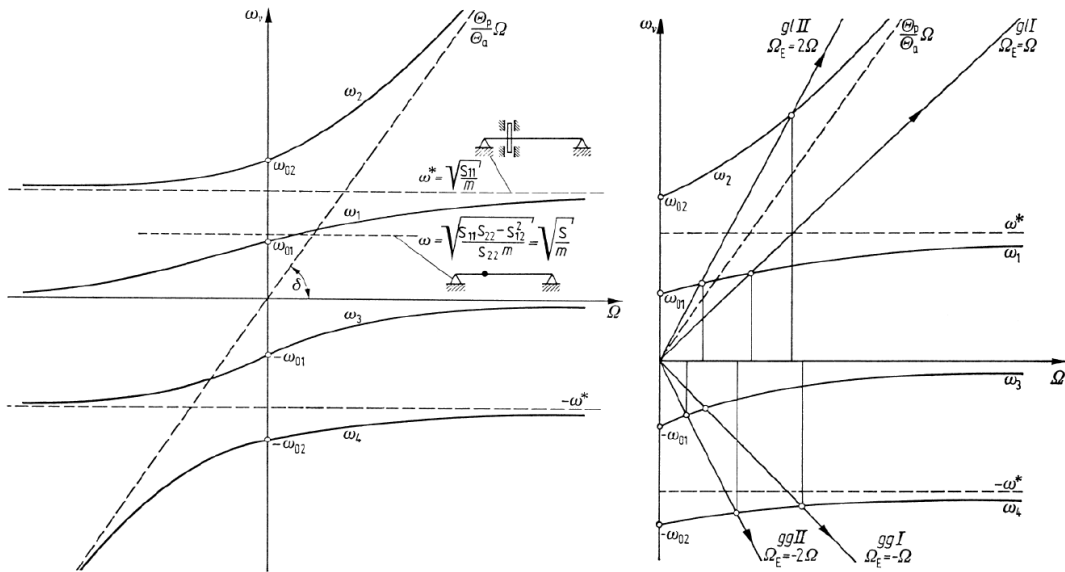 ω_v
Θ_p/Θ_a Ω
ω_2
ω_02
ω* = √(S_11/m)
ω_1
ω = √((S_11 S_22 − S_12^2)/(S_22 m)) = √(S/m)
ω_01
δ
Ω
ω_3
−ω_01
−ω*
ω_4
−ω_02
ω_v
gl II
Ω_E = 2Ω
Θ_p/Θ_a Ω
gl I
Ω_E = Ω
ω_2
ω_02
ω*
ω_1
ω_01
Ω
ω_3
−ω_01
−ω*
ω_4
−ω_02
gg II
Ω_E = −2Ω
gg I
Ω_E = −Ω